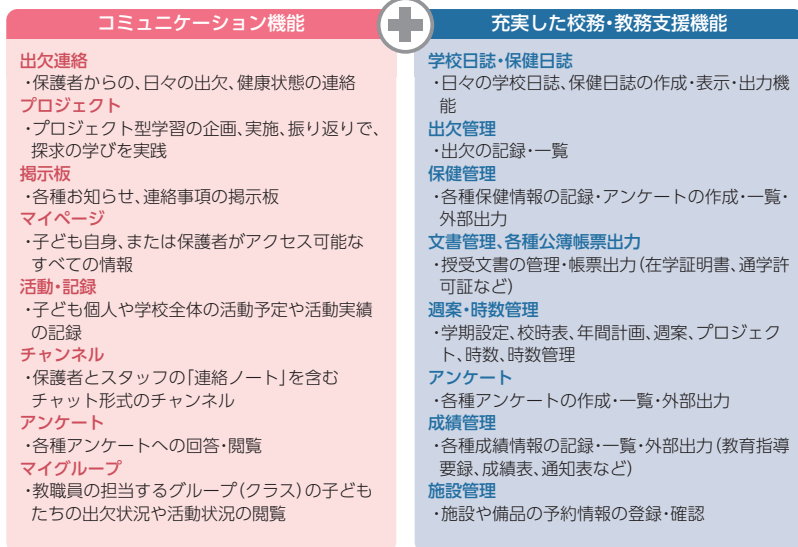 コミュニケーション機能
出欠連絡
・保護者からの、日々の出欠、健康状態の連絡
プロジェクト
・プロジェクト型学習の企画、実施、振り返りで、
探求の学びを実践
掲示板
・各種お知らせ、連絡事項の掲示板
マイページ
・子ども自身、または保護者がアクセス可能な
すべての情報
活動・記録
・子ども個人や学校全体の活動予定や活動実績
の記録
チャンネル
・保護者とスタッフの「連絡ノート」を含む
チャット形式のチャンネル
アンケート
・各種アンケートへの回答・閲覧
マイグループ
・教職員の担当するグループ(クラス)の子ども
たちの出欠状況や活動状況の閲覧
充実した校務・教務支援機能
学校日誌・保健日誌
・日々の学校日誌、保健日誌の作成・表示・出力機
能
出欠管理
・出欠の記録・一覧
保健管理
・各種保健情報の記録・アンケートの作成・一覧・
外部出力
文書管理、各種公簿帳票出力
・授受文書の管理・帳票出力(在学証明書、通学許
可証など)
週案・時数管理
・学期設定、校時表、年間計画、週案、プロジェク
ト、時数、時数管理
アンケート
・各種アンケートの作成・一覧・外部出力
成績管理
・各種成績情報の記録・一覧・外部出力(教育指導
要録、成績表、通知表など)
施設管理
・施設や備品の予約情報の登録・確認